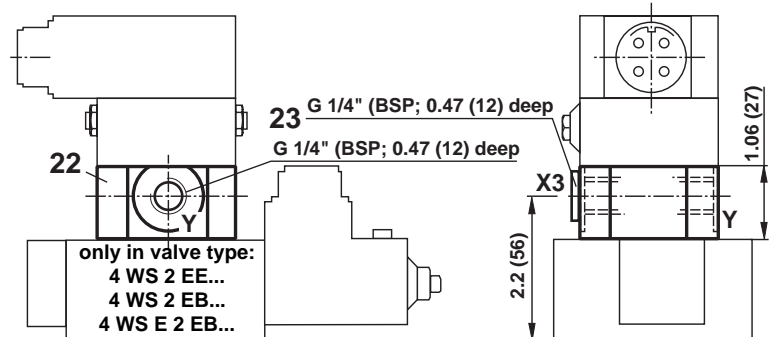 23 G 1/4" (BSP; 0.47 (12) deep
22 G 1/4" (BSP; 0.47 (12) deep
Y
only in valve type:
4 WS 2 EE...
4 WS 2 EB...
4 WS E 2 EB...
X3
Y
1.06 (27)
2.2 (56)